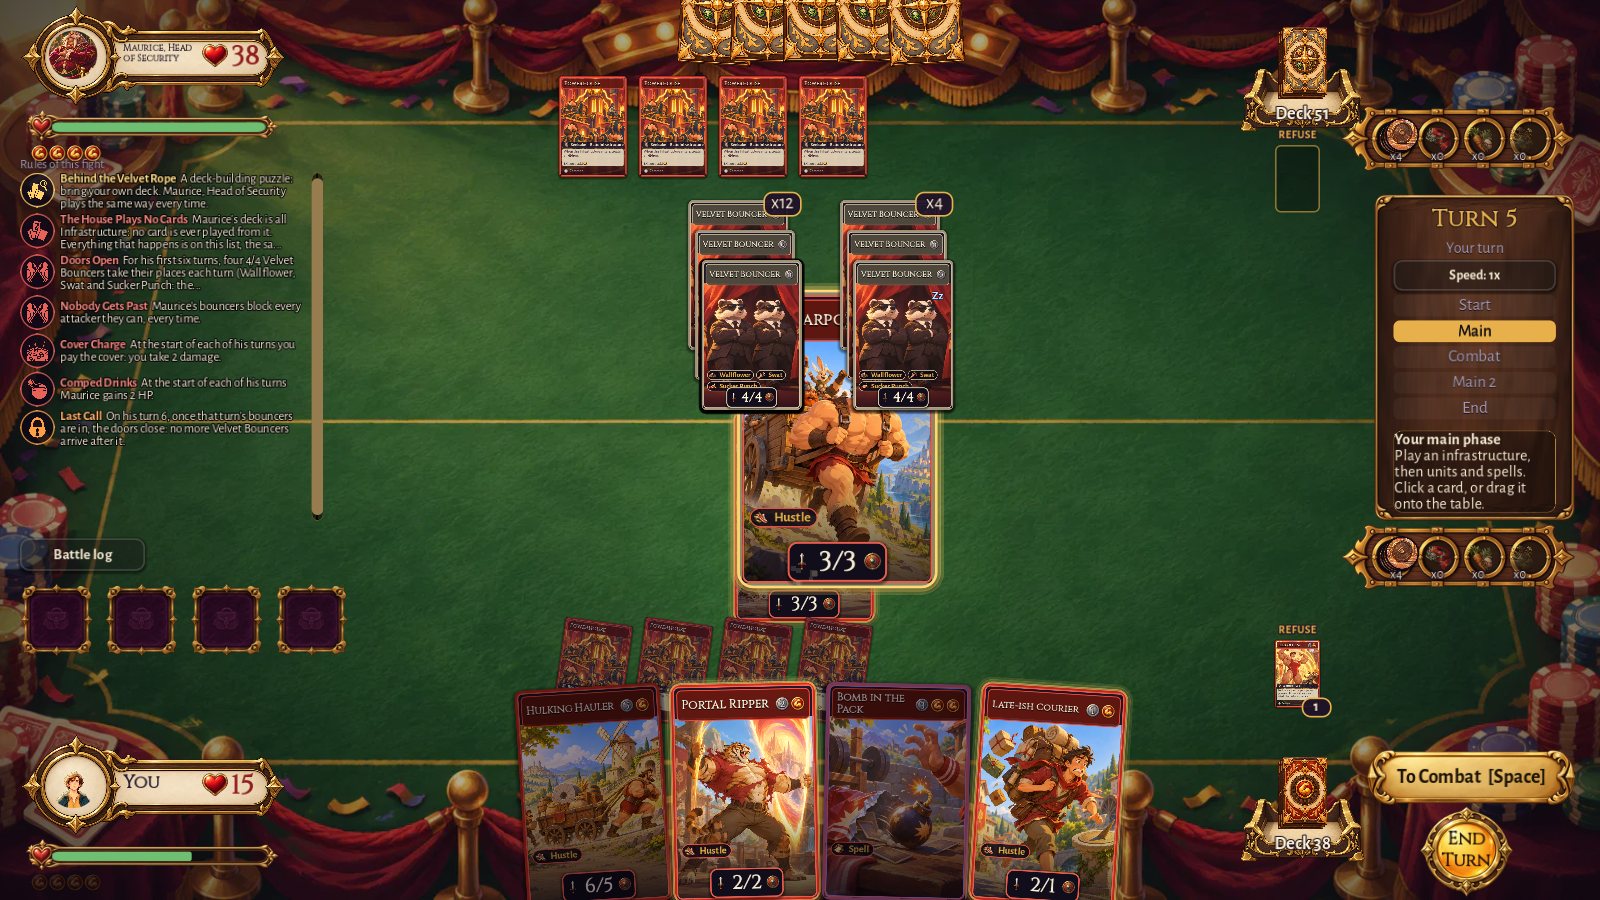 Maurice, Head
of Security
38
Rules of this fight
Behind the Velvet Rope A deck-building puzzle:
bring your own deck. Maurice, Head of Security
plays the same way every time.
The House Plays No Cards Maurice's deck is all
Infrastructure: no card is ever played from it.
Everything that happens is on this list, the sa...
Doors Open For his first six turns, four 4/4 Velvet
Bouncers take their places each turn (Wallflower,
Swat and Sucker Punch: the...
Nobody Gets Past Maurice's bouncers block every
attacker they can, every time.
Cover Charge At the start of each of his turns you
pay the cover: you take 2 damage.
Comped Drinks At the start of each of his turns
Maurice gains 2 HP.
Last Call On his turn 6, once that turn's bouncers
are in, the doors close: no more Velvet Bouncers
arrive after it.
Battle log
You
15
X12
X4
Velvet Bouncer
Velvet Bouncer
Velvet Bouncer
Wallflower
Swat
Sucker Punch
4/4
Velvet Bouncer
Velvet Bouncer
Velvet Bouncer
Zz
Wallflower
Swat
Sucker Punch
4/4
Hustle
3/3
3/3
Hulking Hauler
Hustle
6/5
Portal Ripper
Hustle
2/2
Bomb in the
Pack
Spell
Late-ish Courier
Hustle
2/1
Deck 51
REFUSE
x4
x0
x0
x0
Turn 5
Your turn
Speed: 1x
Start
Main
Combat
Main 2
End
Your main phase
Play an infrastructure,
then units and spells.
Click a card, or drag it
onto the table.
x4
x0
x0
x0
REFUSE
1
Deck 38
To Combat [Space]
End
Turn